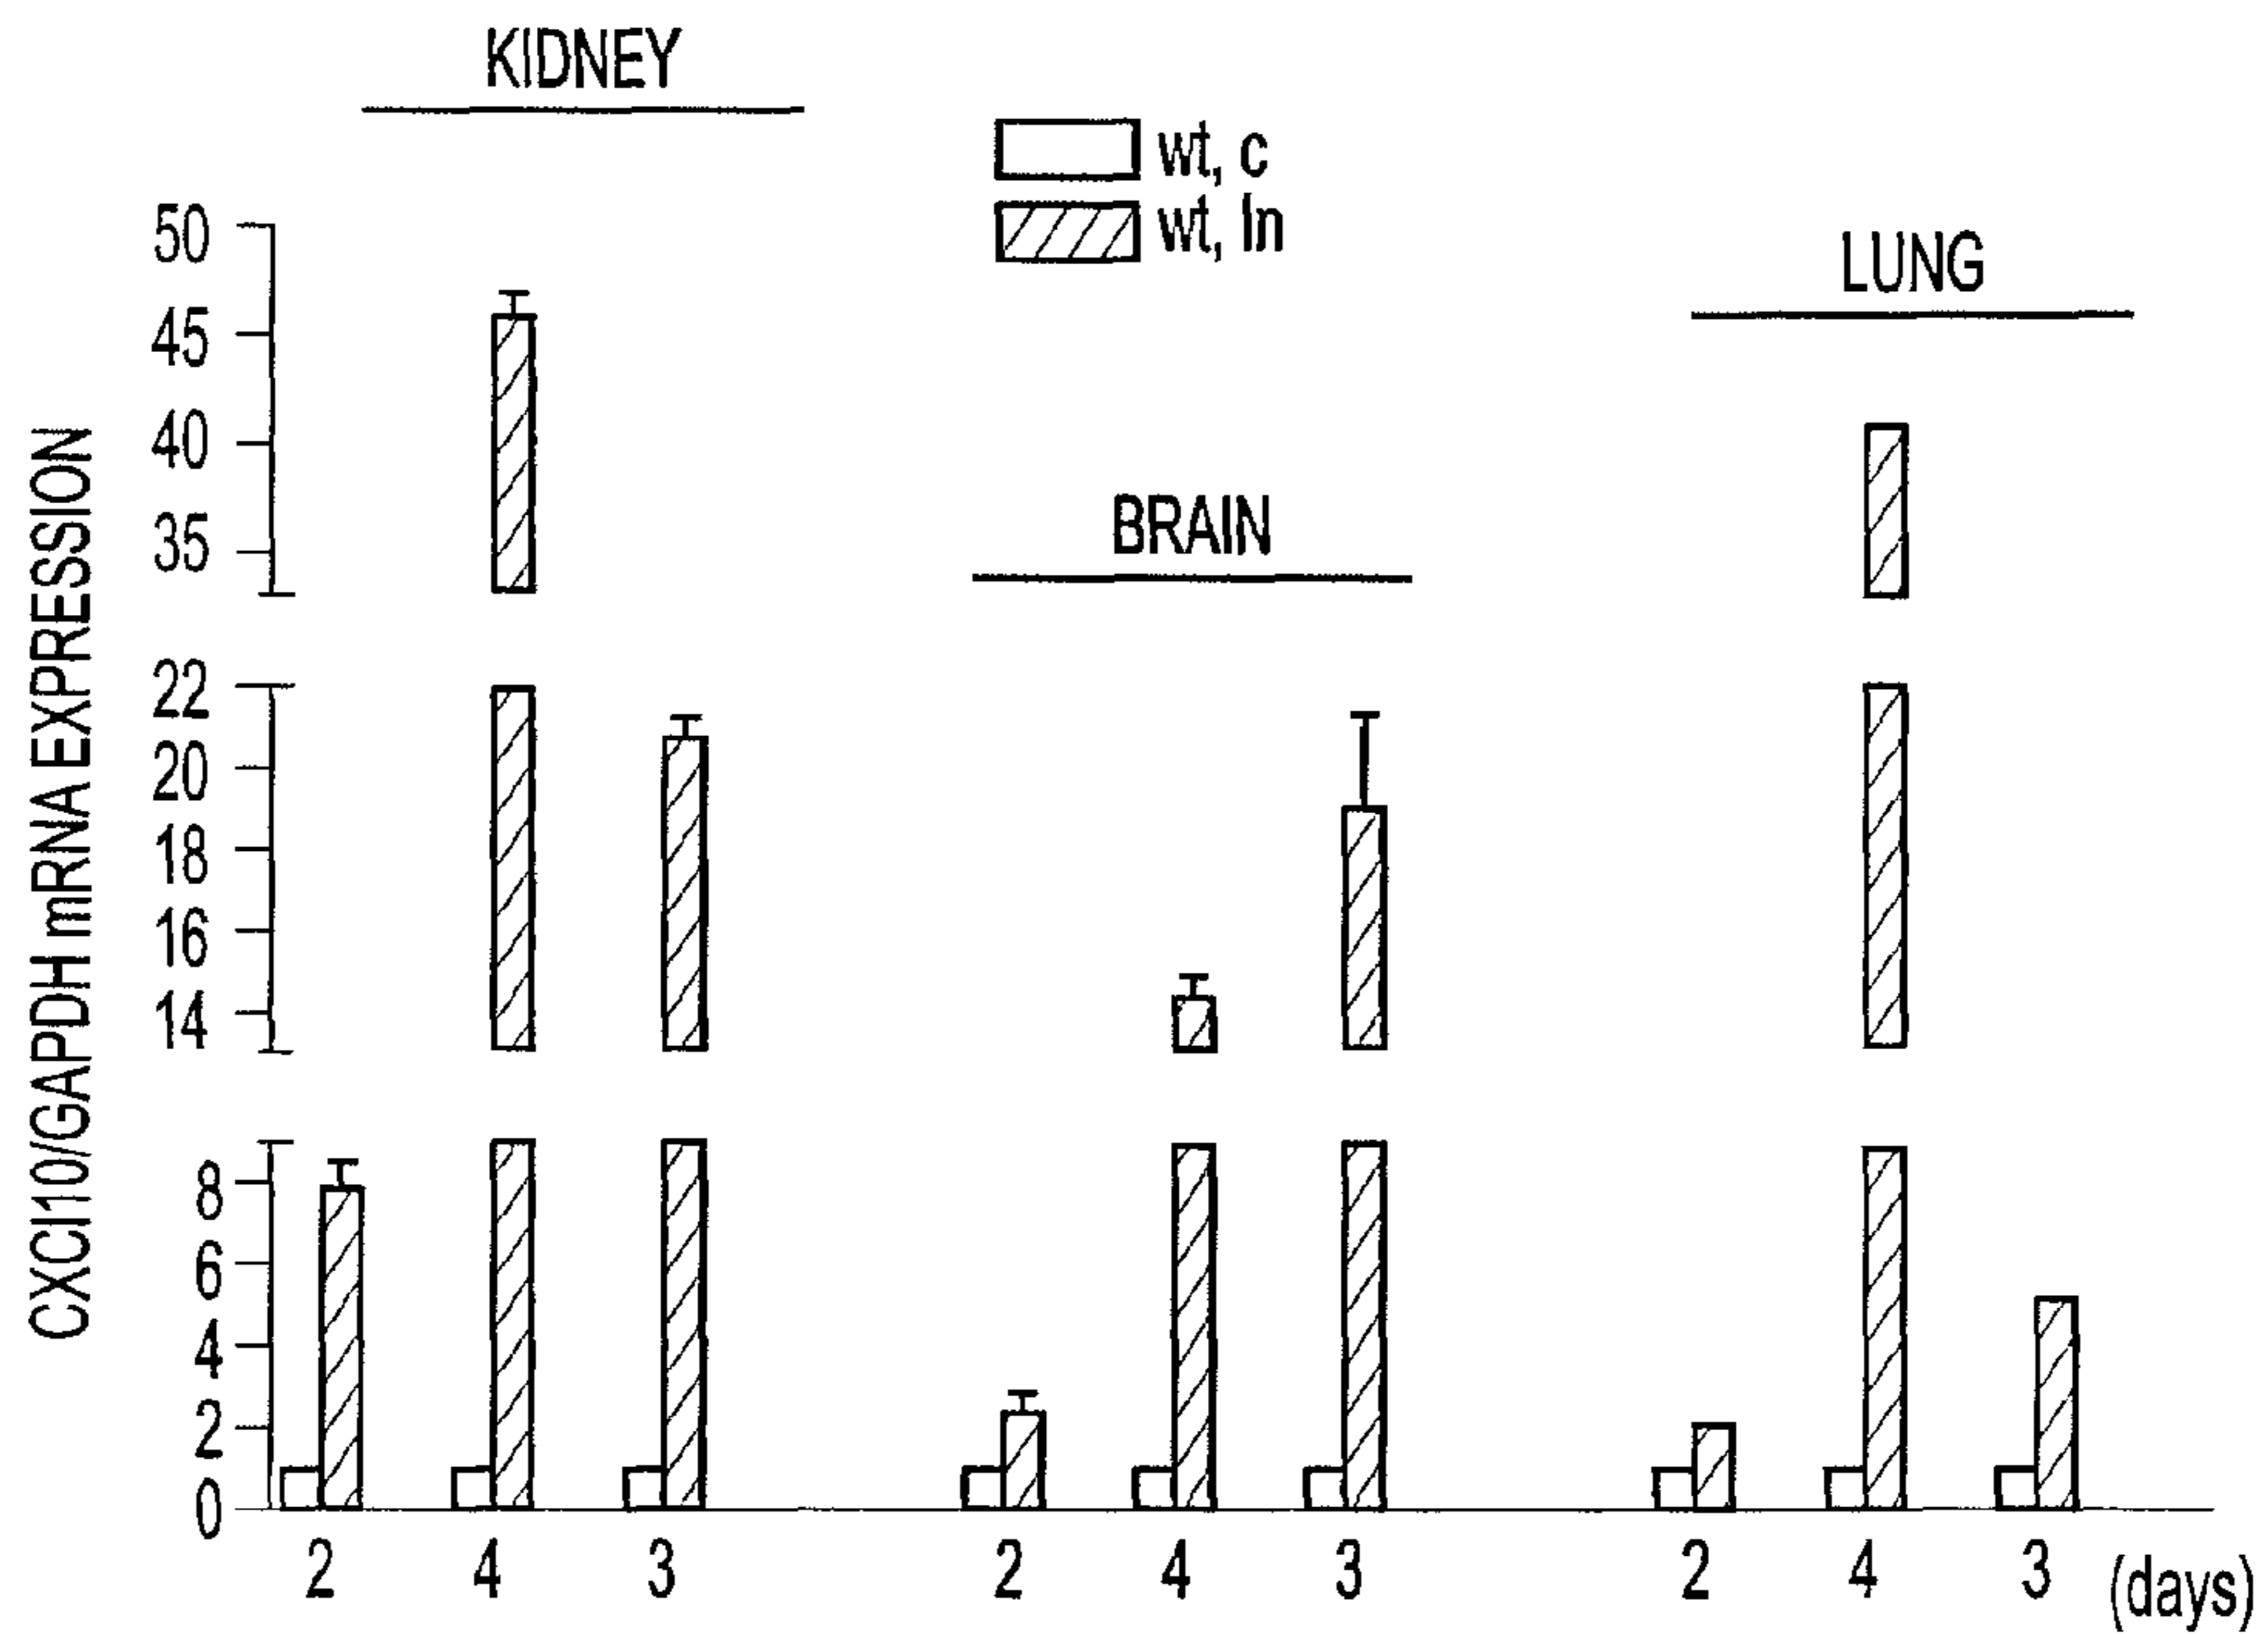 KIDNEY
wt, c
wt, In
LUNG
BRAIN
CXCl10/GAPDH mRNA EXPRESSION
50
45
40
35
22
20
18
16
14
8
6
4
2
0
2 4 3 2 4 3 2 4 3 (days)